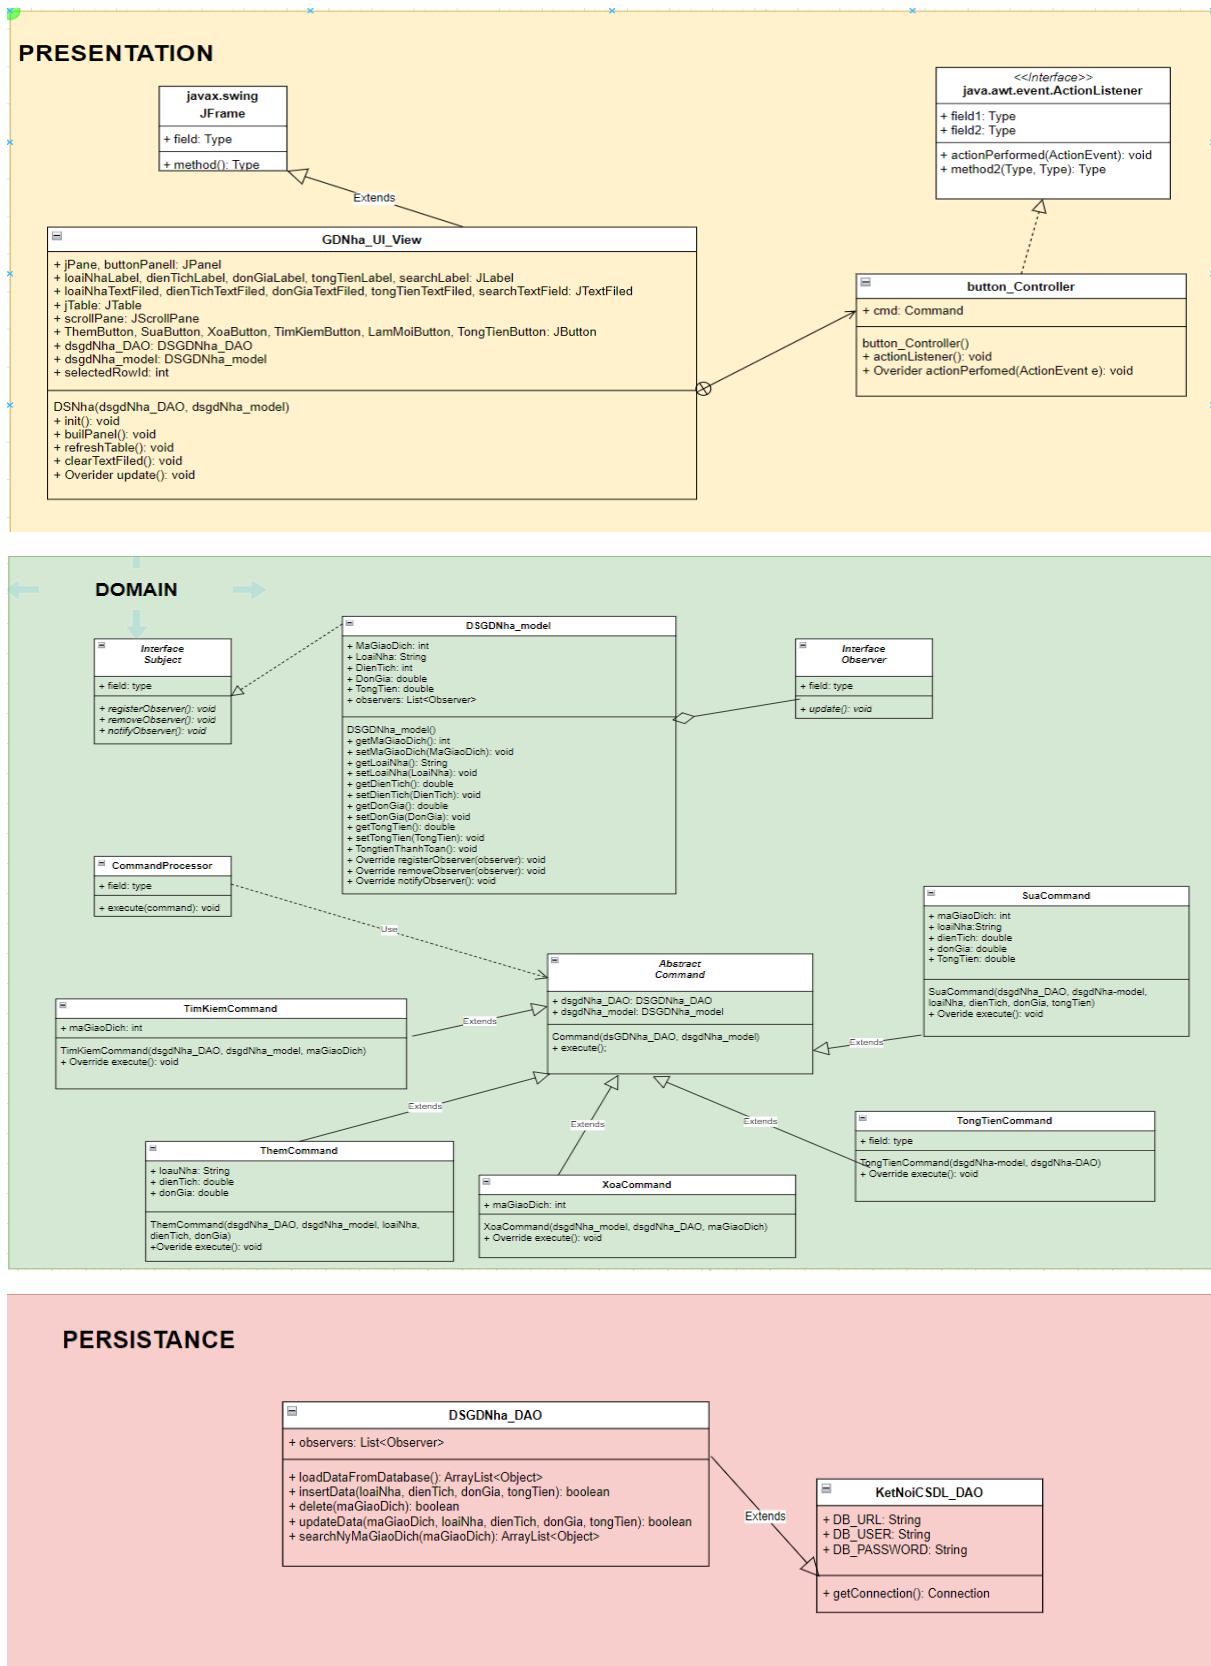 PRESENTATION
javax.swing
JFrame
+ field: Type
+ method(): Type
<<Interface>>
java.awt.event.ActionListener
+ field1: Type
+ field2: Type
+ actionPerformed(ActionEvent): void
+ method2(Type, Type): Type
Extends
GDNha_UI_View
+ jPane, buttonPanell: JPanel
+ loaiNhaLabel, dienTichLabel, donGiaLabel, tongTienLabel, searchLabel: JLabel
+ loaiNhaTextFiled, dienTichTextFiled, donGiaTextFiled, tongTienTextFiled, searchTextField: JTextFiled
+ jTable: JTable
+ scrollPane: JScrollPane
+ ThemButton, SuaButton, XoaButton, TimKiemButton, LamMoiButton, TongTienButton: JButton
+ dsgdNha_DAO: DSGDNha_DAO
+ dsgdNha_model: DSGDNha_model
+ selectedRowId: int
DSNha(dsgdNha_DAO, dsgdNha_model)
+ init(): void
+ builPanel(): void
+ refreshTable(): void
+ clearTextFiled(): void
+ Overider update(): void
button_Controller
+ cmd: Command
button_Controller()
+ actionListener(): void
+ Overider actionPerfomed(ActionEvent e): void
DOMAIN
Interface
Subject
+ field: type
+ registerObserver(): void
+ removeObserver(): void
+ notifyObserver(): void
DSGDNha_model
+ MaGiaoDich: int
+ LoaiNha: String
+ DienTich: int
+ DonGia: double
+ TongTien: double
+ observers: List<Observer>
DSGDNha_model()
+ getMaGiaoDich(): int
+ setMaGiaoDich(MaGiaoDich): void
+ getLoaiNha(): String
+ setLoaiNha(LoaiNha): void
+ getDienTich(): double
+ setDienTich(DienTich): void
+ getDonGia(): double
+ setDonGia(DonGia): void
+ getTongTien(): double
+ setTongTien(TongTien): void
+ TongtienThanhToan(): void
+ Override registerObserver(observer): void
+ Override removeObserver(observer): void
+ Override notifyObserver(): void
Interface
Observer
+ field: type
+ update(): void
CommandProcessor
+ field: type
+ execute(command): void
Use
Abstract
Command
+ dsgdNha_DAO: DSGDNha_DAO
+ dsgdNha_model: DSGDNha_model
Command(dsGDNha_DAO, dsgdNha_model)
+ execute();
SuaCommand
+ maGiaoDich: int
+ loaiNha:String
+ dienTich: double
+ donGia: double
+ TongTien: double
SuaCommand(dsgdNha_DAO, dsgdNha-model,
loaiNha, dienTich, donGia, tongTien)
+ Overide execute(): void
TimKiemCommand
+ maGiaoDich: int
TimKiemCommand(dsgdNha_DAO, dsgdNha_model, maGiaoDich)
+ Override execute(): void
Extends
Extends
Extends
Extends
Extends
ThemCommand
+ loauNha: String
+ dienTich: double
+ donGia: double
ThemCommand(dsgdNha_DAO, dsgdNha_model, loaiNha,
dienTich, donGia)
+Overide execute(): void
XoaCommand
+ maGiaoDich: int
XoaCommand(dsgdNha_model, dsgdNha_DAO, maGiaoDich)
+ Override execute(): void
TongTienCommand
+ field: type
TongTienCommand(dsgdNha-model, dsgdNha-DAO)
+ Override execute(): void
PERSISTANCE
DSGDNha_DAO
+ observers: List<Observer>
+ loadDataFromDatabase(): ArrayList<Object>
+ insertData(loaiNha, dienTich, donGia, tongTien): boolean
+ delete(maGiaoDich): boolean
+ updateData(maGiaoDich, loaiNha, dienTich, donGia, tongTien): boolean
+ searchNyMaGiaoDich(maGiaoDich): ArrayList<Object>
Extends
KetNoiCSDL_DAO
+ DB_URL: String
+ DB_USER: String
+ DB_PASSWORD: String
+ getConnection(): Connection